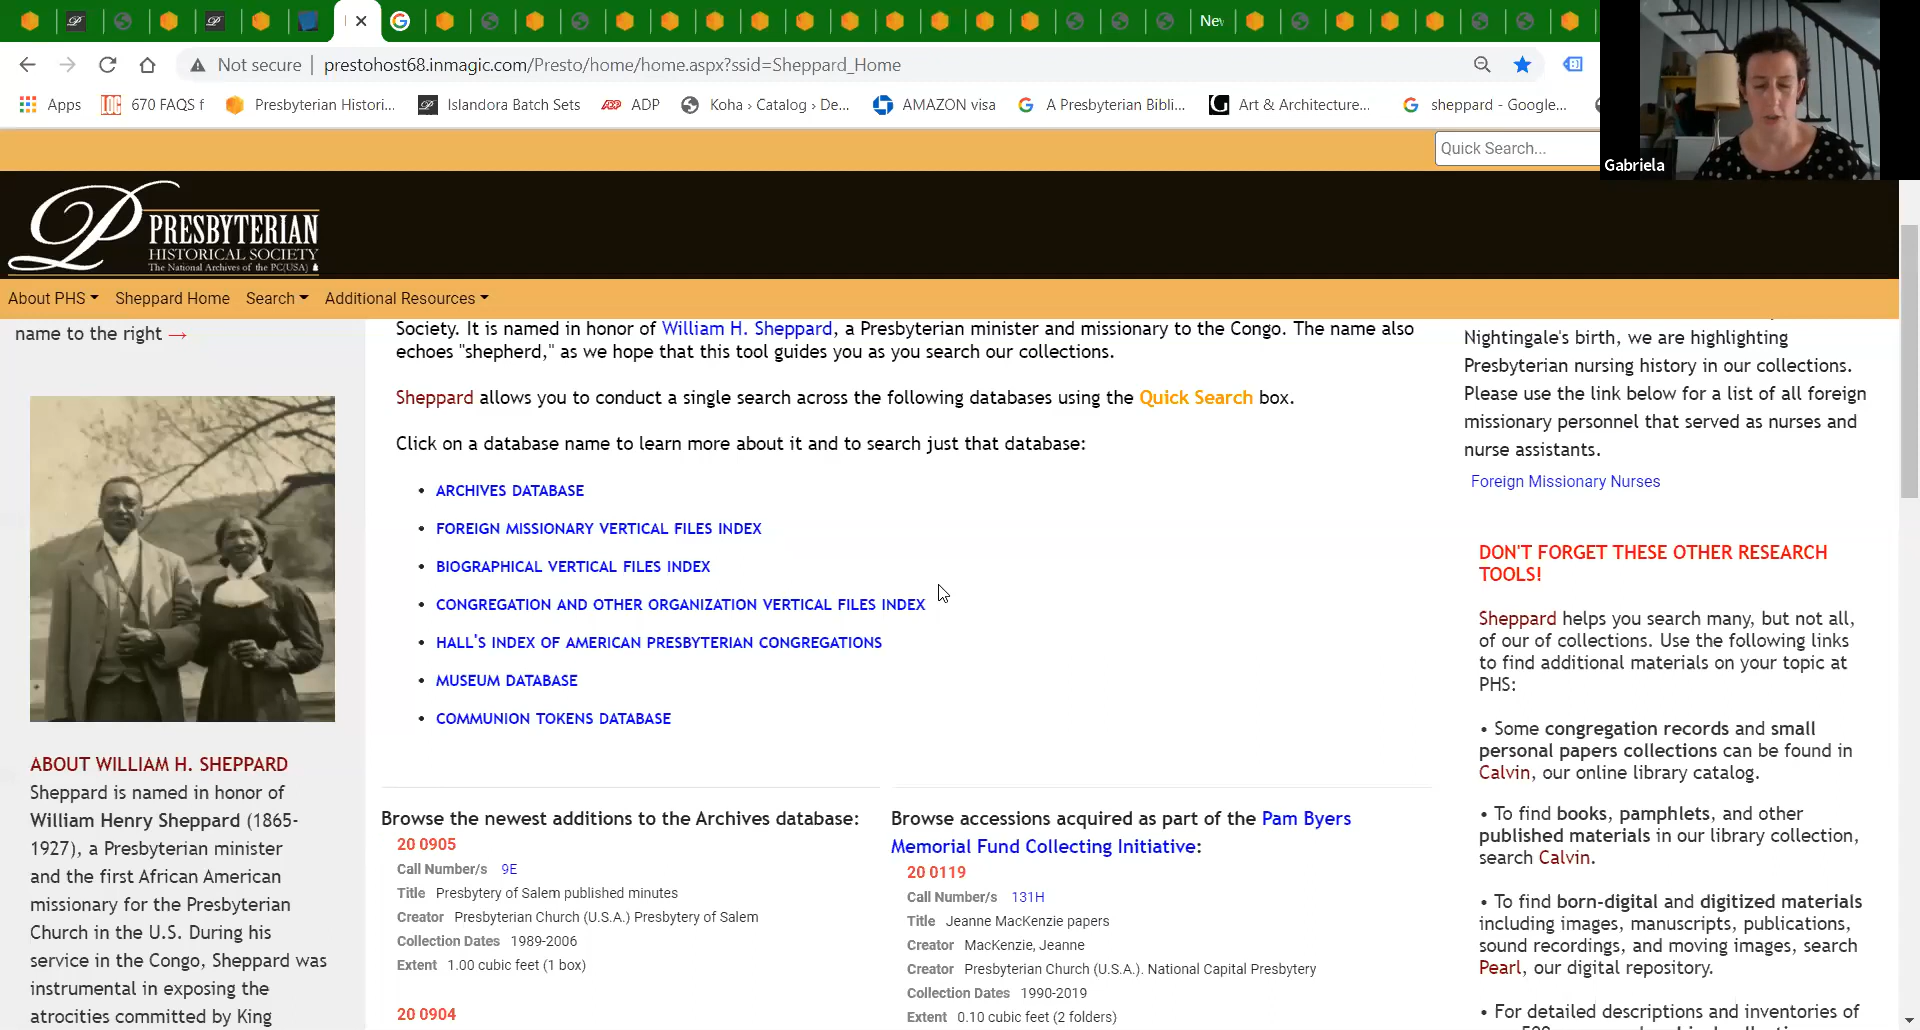 New
Not secure
prestohost68.inmagic.com/Presto/home/home.aspx?ssid=Sheppard_Home
Apps
670 FAQS f
Presbyterian Histori...
Islandora Batch Sets
ADP
Koha › Catalog › De...
AMAZON visa
A Presbyterian Bibli...
Art & Architecture...
sheppard - Google...
Quick Search...
Gabriela
PRESBYTERIAN
HISTORICAL SOCIETY
The National Archives of the PC(USA)
About PHS
Sheppard Home
Search
Additional Resources
name to the right →
ABOUT WILLIAM H. SHEPPARD
Sheppard is named in honor of
William Henry Sheppard (1865-
1927), a Presbyterian minister
and the first African American
missionary for the Presbyterian
Church in the U.S. During his
service in the Congo, Sheppard was
instrumental in exposing the
atrocities committed by King
Society. It is named in honor of William H. Sheppard, a Presbyterian minister and missionary to the Congo. The name also
echoes "shepherd," as we hope that this tool guides you as you search our collections.
Sheppard allows you to conduct a single search across the following databases using the Quick Search box.
Click on a database name to learn more about it and to search just that database:
• ARCHIVES DATABASE
• FOREIGN MISSIONARY VERTICAL FILES INDEX
• BIOGRAPHICAL VERTICAL FILES INDEX
• CONGREGATION AND OTHER ORGANIZATION VERTICAL FILES INDEX
• HALL'S INDEX OF AMERICAN PRESBYTERIAN CONGREGATIONS
• MUSEUM DATABASE
• COMMUNION TOKENS DATABASE
Browse the newest additions to the Archives database:
20 0905
Call Number/s 9E
Title Presbytery of Salem published minutes
Creator Presbyterian Church (U.S.A.) Presbytery of Salem
Collection Dates 1989-2006
Extent 1.00 cubic feet (1 box)
20 0904
Browse accessions acquired as part of the Pam Byers
Memorial Fund Collecting Initiative:
20 0119
Call Number/s 131H
Title Jeanne MacKenzie papers
Creator MacKenzie, Jeanne
Creator Presbyterian Church (U.S.A.). National Capital Presbytery
Collection Dates 1990-2019
Extent 0.10 cubic feet (2 folders)
Nightingale's birth, we are highlighting
Presbyterian nursing history in our collections.
Please use the link below for a list of all foreign
missionary personnel that served as nurses and
nurse assistants.
Foreign Missionary Nurses
DON'T FORGET THESE OTHER RESEARCH
TOOLS!
Sheppard helps you search many, but not all,
of our of collections. Use the following links
to find additional materials on your topic at
PHS:
• Some congregation records and small
personal papers collections can be found in
Calvin, our online library catalog.
• To find books, pamphlets, and other
published materials in our library collection,
search Calvin.
• To find born-digital and digitized materials
including images, manuscripts, publications,
sound recordings, and moving images, search
Pearl, our digital repository.
• For detailed descriptions and inventories of